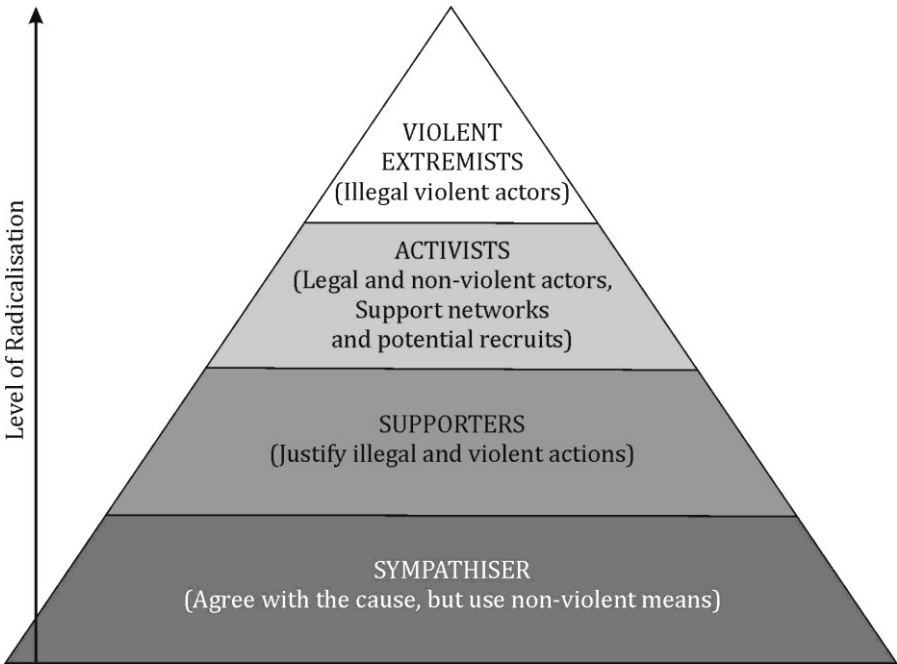 Level of Radicalisation
VIOLENT
EXTREMISTS
(Illegal violent actors)
ACTIVISTS
(Legal and non-violent actors,
Support networks
and potential recruits)
SUPPORTERS
(Justify illegal and violent actions)
SYMPATHISER
(Agree with the cause, but use non-violent means)